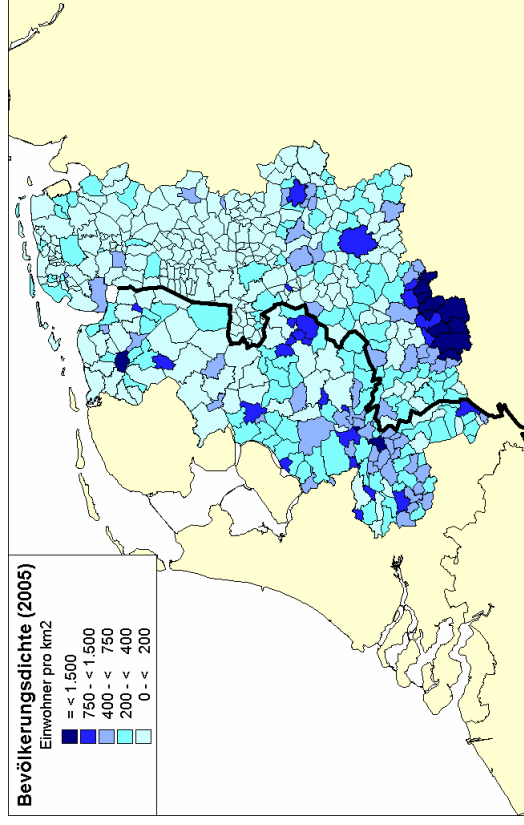 Bevölkerungsdichte (2005)
Einwohner pro km2
= < 1.500
750 - < 1.500
400 - < 750
200 - < 400
0 - < 200